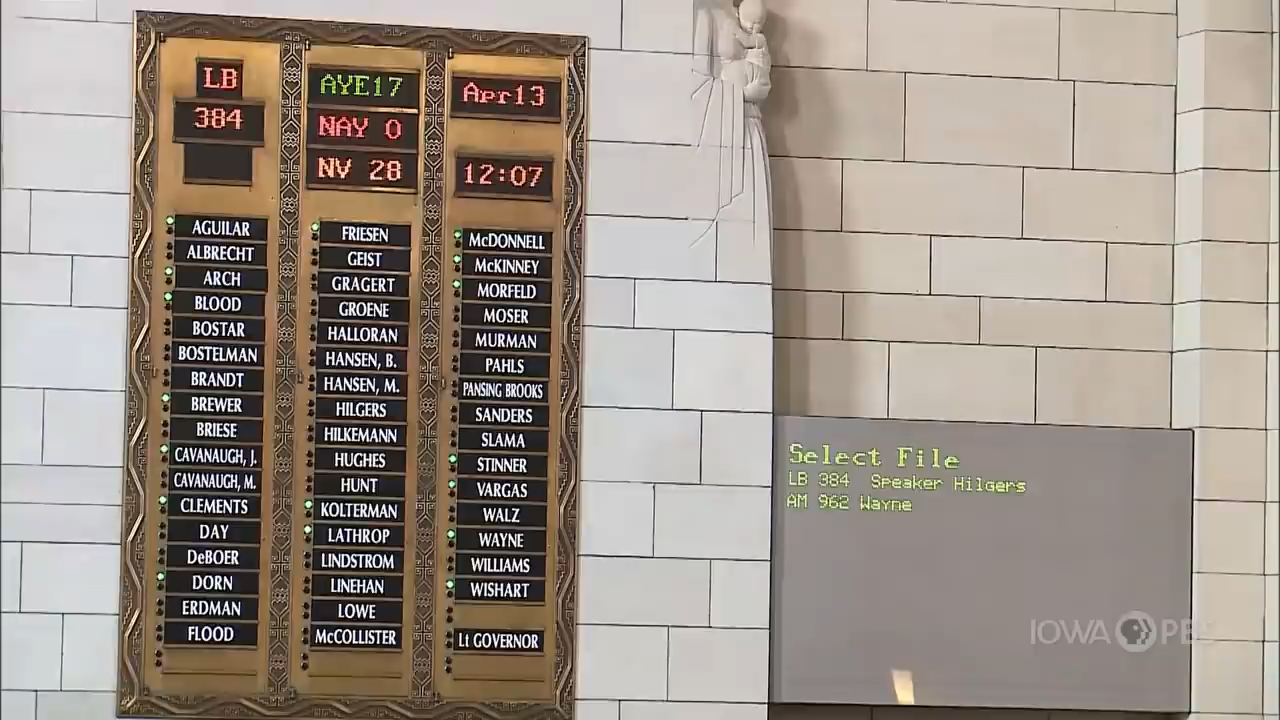 LB
384
AYE17
NAY 0
NV 28
Apr13
12:07
AGUILAR
ALBRECHT
ARCH
BLOOD
BOSTAR
BOSTELMAN
BRANDT
BREWER
BRIESE
CAVANAUGH, J.
CAVANAUGH, M.
CLEMENTS
DAY
DeBOER
DORN
ERDMAN
FLOOD
FRIESEN
GEIST
GRAGERT
GROENE
HALLORAN
HANSEN, B.
HANSEN, M.
HILGERS
HILKEMANN
HUGHES
HUNT
KOLTERMAN
LATHROP
LINDSTROM
LINEHAN
LOWE
McCOLLISTER
McDONNELL
McKINNEY
MORFELD
MOSER
MURMAN
PAHLS
PANSING BROOKS
SANDERS
SLAMA
STINNER
VARGAS
WALZ
WAYNE
WILLIAMS
WISHART
Lt GOVERNOR
Select File
LB 384 Speaker Hilgers
AM 962 Wayne
IOWA PBS